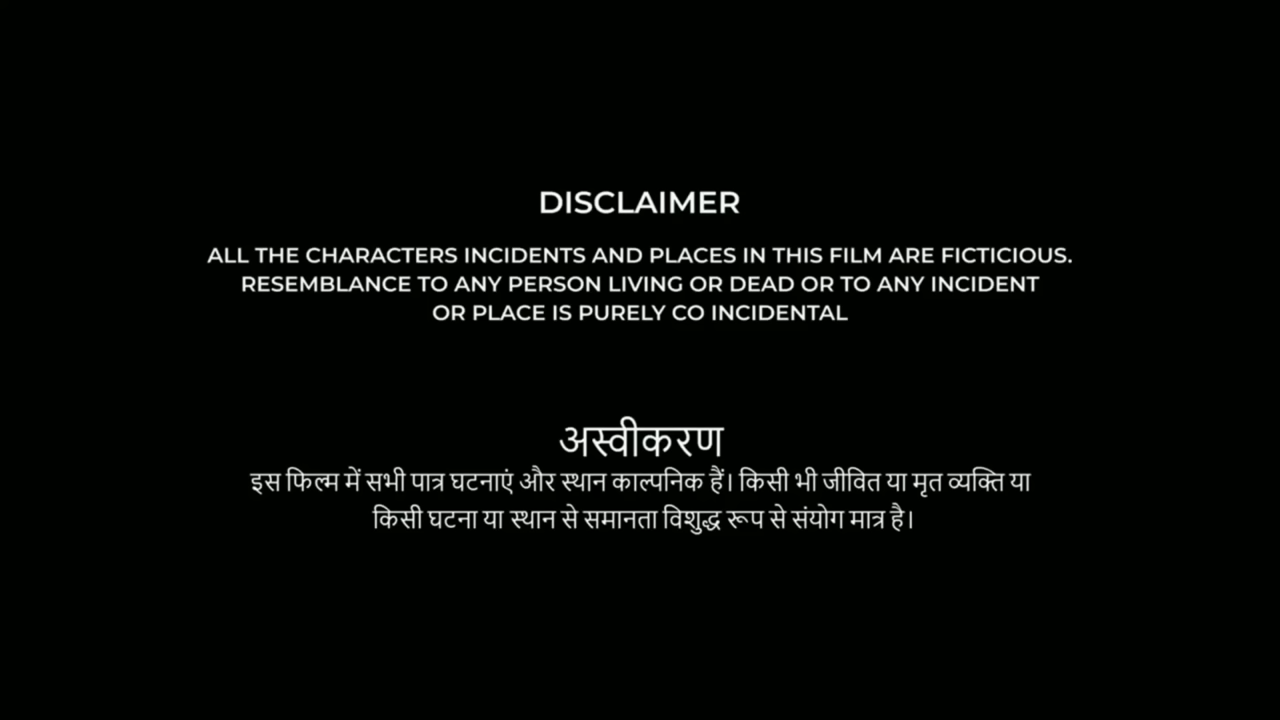 DISCLAIMER
ALL THE CHARACTERS INCIDENTS AND PLACES IN THIS FILM ARE FICTICIOUS.
RESEMBLANCE TO ANY PERSON LIVING OR DEAD OR TO ANY INCIDENT
OR PLACE IS PURELY CO INCIDENTAL
अस्वीकरण
इस फिल्म में सभी पात्र घटनाएं और स्थान काल्पनिक हैं। किसी भी जीवित या मृत व्यक्ति या
किसी घटना या स्थान से समानता विशुद्ध रूप से संयोग मात्र है।